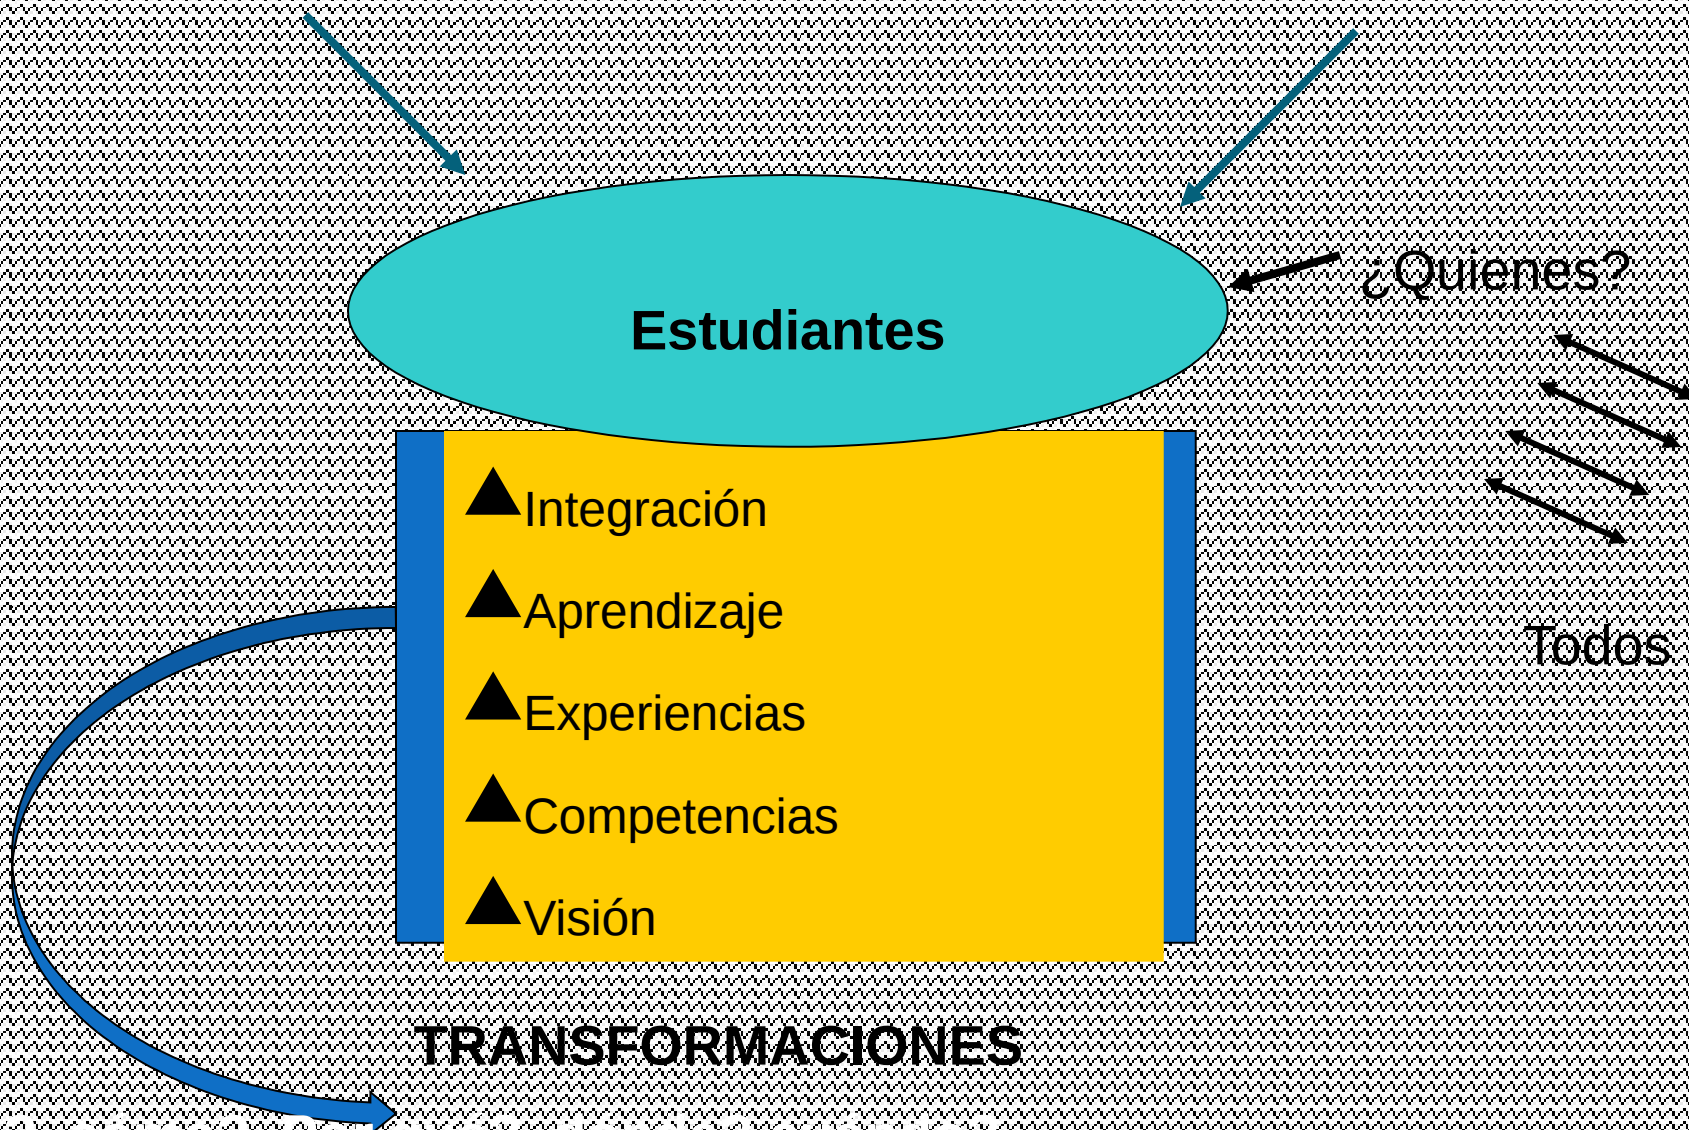 ¿Quienes?
Estudiantes
Integración
Aprendizaje
Experiencias
Competencias
Visión
Todos
TRANSFORMACIONES